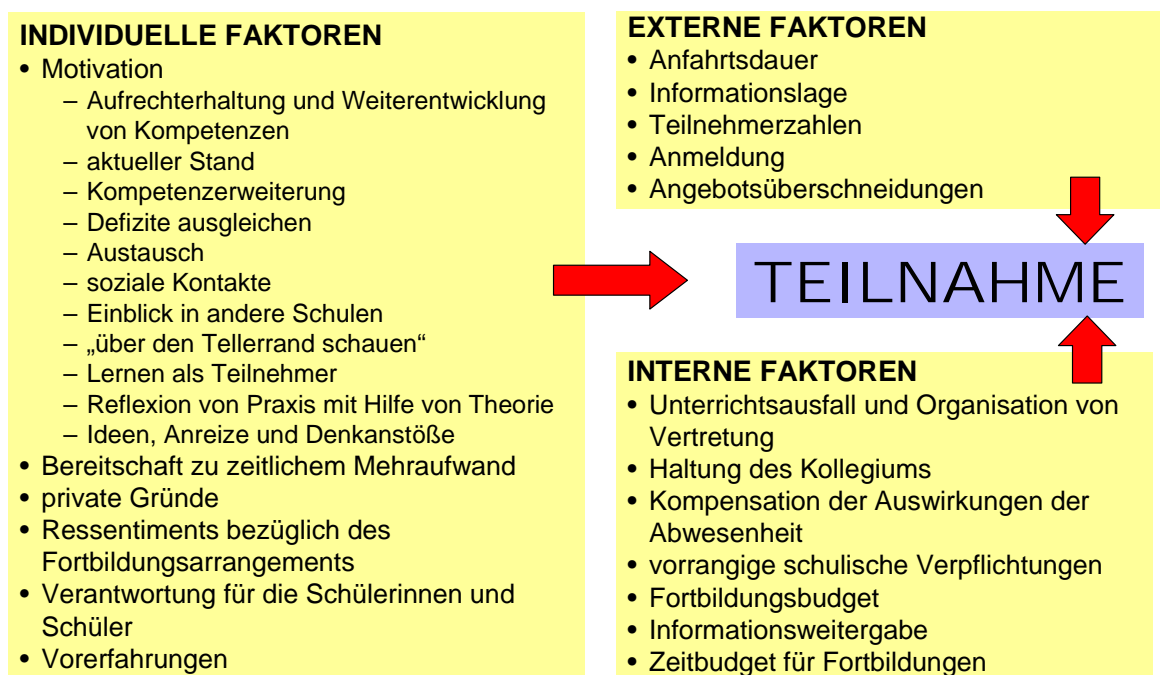 INDIVIDUELLE FAKTOREN
• Motivation
– Aufrechterhaltung und Weiterentwicklung
von Kompetenzen
– aktueller Stand
– Kompetenzerweiterung
– Defizite ausgleichen
– Austausch
– soziale Kontakte
– Einblick in andere Schulen
– „über den Tellerrand schauen“
– Lernen als Teilnehmer
– Reflexion von Praxis mit Hilfe von Theorie
– Ideen, Anreize und Denkanstöße
• Bereitschaft zu zeitlichem Mehraufwand
• private Gründe
• Ressentiments bezüglich des
Fortbildungsarrangements
• Verantwortung für die Schülerinnen und
Schüler
• Vorerfahrungen
EXTERNE FAKTOREN
• Anfahrtsdauer
• Informationslage
• Teilnehmerzahlen
• Anmeldung
• Angebotsüberschneidungen
TEILNAHME
INTERNE FAKTOREN
• Unterrichtsausfall und Organisation von
Vertretung
• Haltung des Kollegiums
• Kompensation der Auswirkungen der
Abwesenheit
• vorrangige schulische Verpflichtungen
• Fortbildungsbudget
• Informationsweitergabe
• Zeitbudget für Fortbildungen